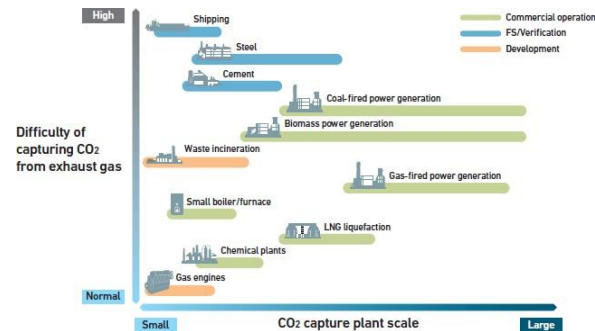 High
Shipping
Steel
Cement
Coal-fired power generation
Biomass power generation
Waste incineration
Gas-fired power generation
Small boiler/furnace
LNG liquefaction
Chemical plants
Gas engines
Normal
Difficulty of
capturing CO₂
from exhaust gas
Commercial operation
FS/Verification
Development
Small
CO₂ capture plant scale
Large